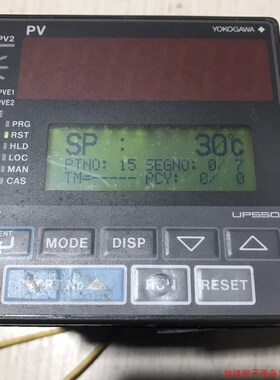 PV
YOKOGAWA
PV2
PVE1
PVE2
PRG
RST
HLD
LOC
MAN
CAS
SP : 30℃
PTNO: 15 SEGNO: 0/ 7
TM=----- RCY: 0/ 0
UP550
MODE
DISP
RUN
RESET